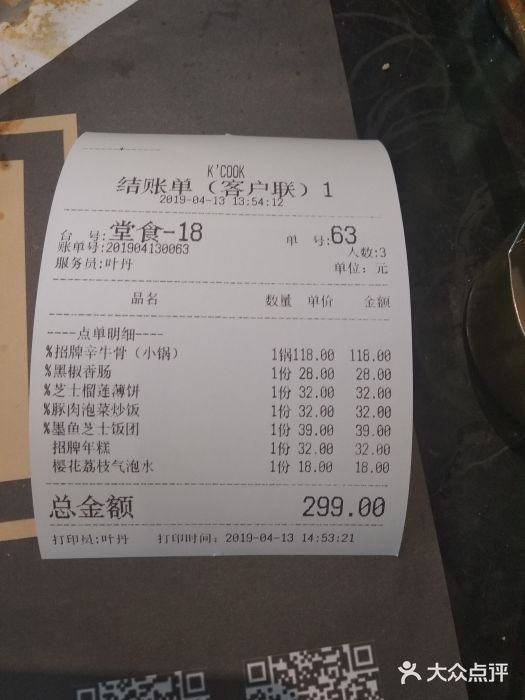 K'COOK
结账单（客户联）1
2019-04-13 13:54:12
台 号:堂食-18 单 号:63
账单号:201904130063 人数:3
服务员:叶丹 单位: 元
品名 数量 单价 金额
----点单明细----
%招牌辛牛骨（小锅） 1锅118.00 118.00
%黑椒香肠 1份 28.00 28.00
%芝士榴莲薄饼 1份 32.00 32.00
%豚肉泡菜炒饭 1份 32.00 32.00
%墨鱼芝士饭团 1份 39.00 39.00
招牌年糕 1份 32.00 32.00
樱花荔枝气泡水 1份 18.00 18.00
总金额 299.00
打印员:叶丹 打印时间: 2019-04-13 14:53:21
大众点评